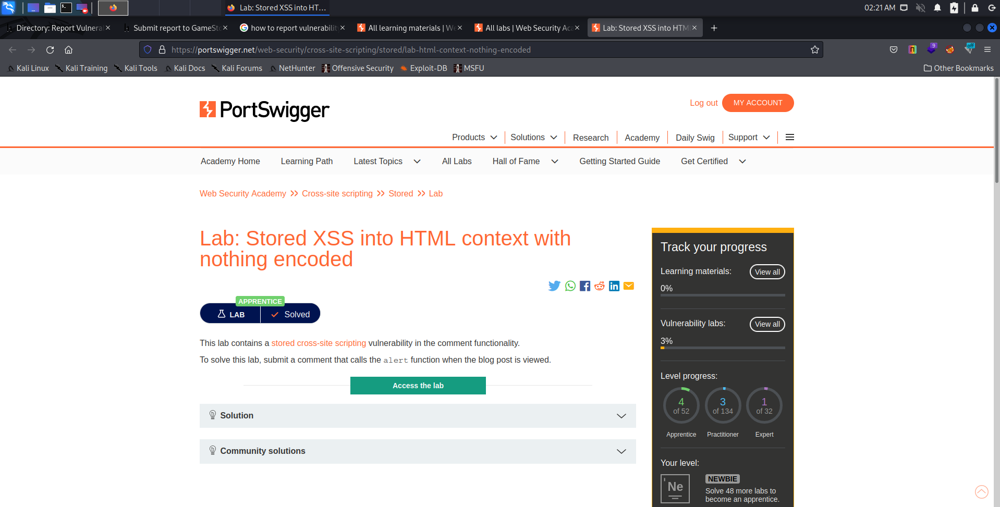 Lab: Stored XSS into HT...
02:21 AM
Directory: Report Vulnera
Submit report to GameSto
how to report vulnerability
All learning materials | We
All labs | Web Security Aca
Lab: Stored XSS into HTM
https://portswigger.net/web-security/cross-site-scripting/stored/lab-html-context-nothing-encoded
9
off
Kali Linux
Kali Training
Kali Tools
Kali Docs
Kali Forums
NetHunter
Offensive Security
Exploit-DB
MSFU
Other Bookmarks
PortSwigger
Log out
MY ACCOUNT
Products
Solutions
Research
Academy
Daily Swig
Support
Academy Home
Learning Path
Latest Topics
All Labs
Hall of Fame
Getting Started Guide
Get Certified
Web Security Academy >> Cross-site scripting >> Stored >> Lab
Lab: Stored XSS into HTML context with
nothing encoded
APPRENTICE
LAB
Solved
This lab contains a stored cross-site scripting vulnerability in the comment functionality.
To solve this lab, submit a comment that calls the alert function when the blog post is viewed.
Access the lab
Solution
Community solutions
Track your progress
Learning materials:
View all
0%
Vulnerability labs:
View all
3%
Level progress:
4
of 52
3
of 134
1
of 32
Apprentice
Practitioner
Expert
Your level:
Ne
NEWBIE
Solve 48 more labs to
become an apprentice.